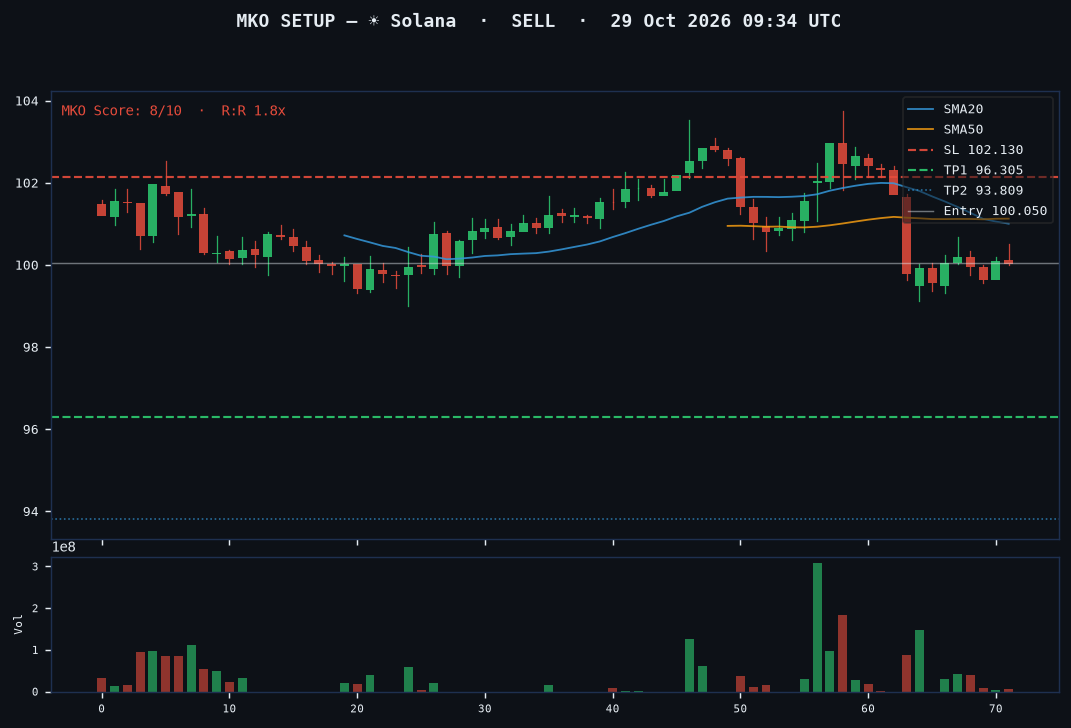 MKO SETUP — ☀ Solana · SELL · 29 Oct 2026 09:34 UTC
MKO Score: 8/10 · R:R 1.8x
SMA20
SMA50
SL 102.130
TP1 96.305
TP2 93.809
Entry 100.050
104
102
100
98
96
94
1e8
3
2
1
0
Vol
0 10 20 30 40 50 60 70